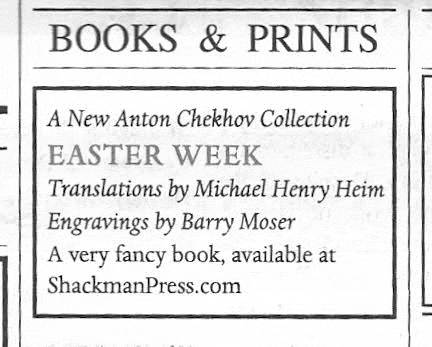 BOOKS & PRINTS
A New Anton Chekhov Collection
EASTER WEEK
Translations by Michael Henry Heim
Engravings by Barry Moser
A very fancy book, available at
ShackmanPress.com